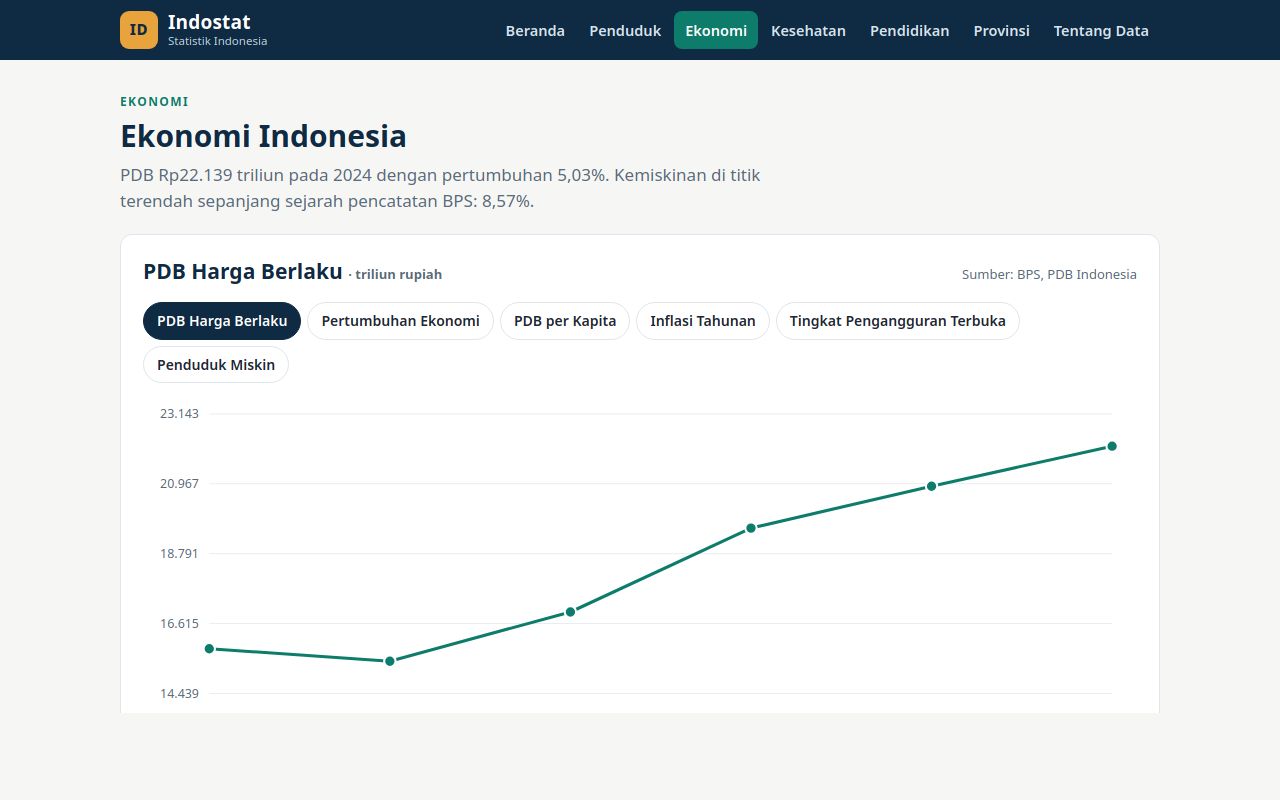 ID
Indostat
Statistik Indonesia
Beranda
Penduduk
Ekonomi
Kesehatan
Pendidikan
Provinsi
Tentang Data
EKONOMI
Ekonomi Indonesia
PDB Rp22.139 triliun pada 2024 dengan pertumbuhan 5,03%. Kemiskinan di titik
terendah sepanjang sejarah pencatatan BPS: 8,57%.
PDB Harga Berlaku · triliun rupiah
Sumber: BPS, PDB Indonesia
PDB Harga Berlaku
Pertumbuhan Ekonomi
PDB per Kapita
Inflasi Tahunan
Tingkat Pengangguran Terbuka
Penduduk Miskin
23.143
20.967
18.791
16.615
14.439